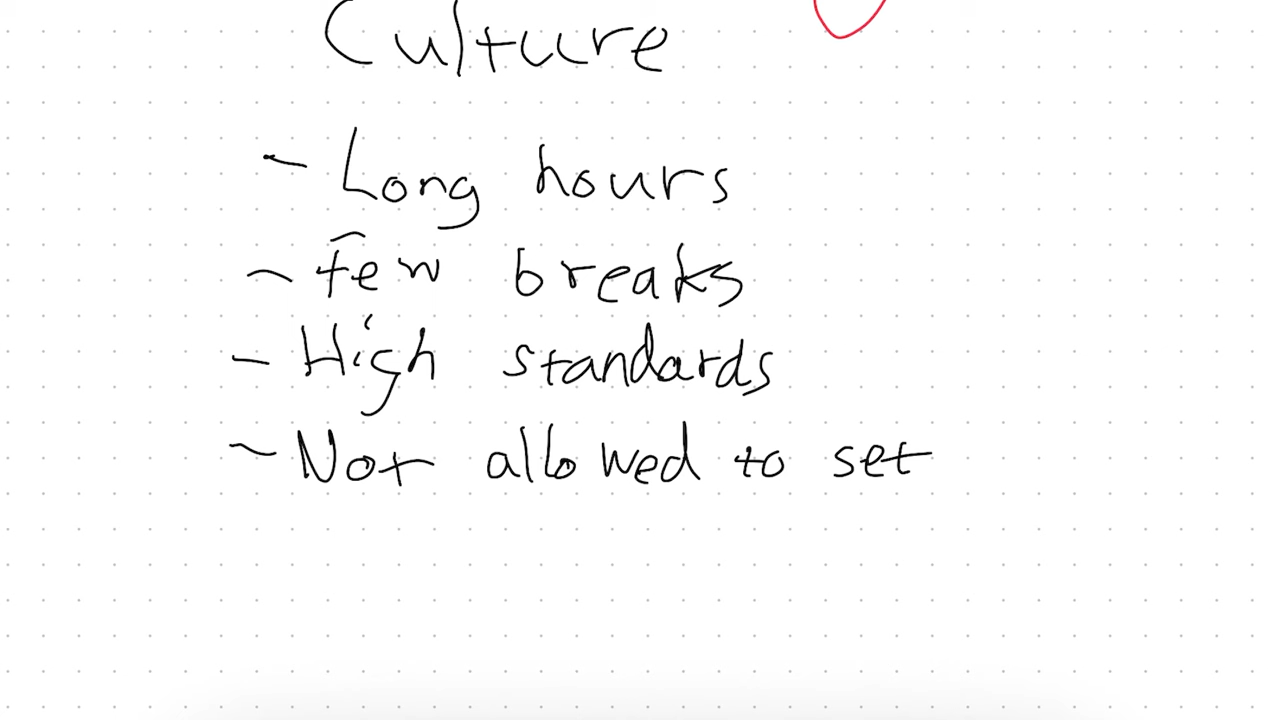 Culture
- Long hours
- Few breaks
- High standards
- Not allowed to set